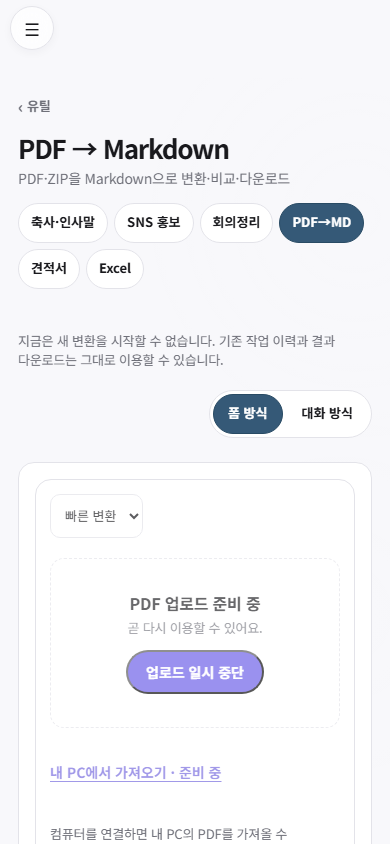 ☰
‹ 유틸
PDF → Markdown
PDF·ZIP을 Markdown으로 변환·비교·다운로드
축사·인사말 SNS 홍보 회의정리 PDF→MD
견적서 Excel
지금은 새 변환을 시작할 수 없습니다. 기존 작업 이력과 결과
다운로드는 그대로 이용할 수 있습니다.
폼 방식 대화 방식
빠른 변환
PDF 업로드 준비 중
곧 다시 이용할 수 있어요.
업로드 일시 중단
내 PC에서 가져오기 · 준비 중
컴퓨터를 연결하면 내 PC의 PDF를 가져올 수